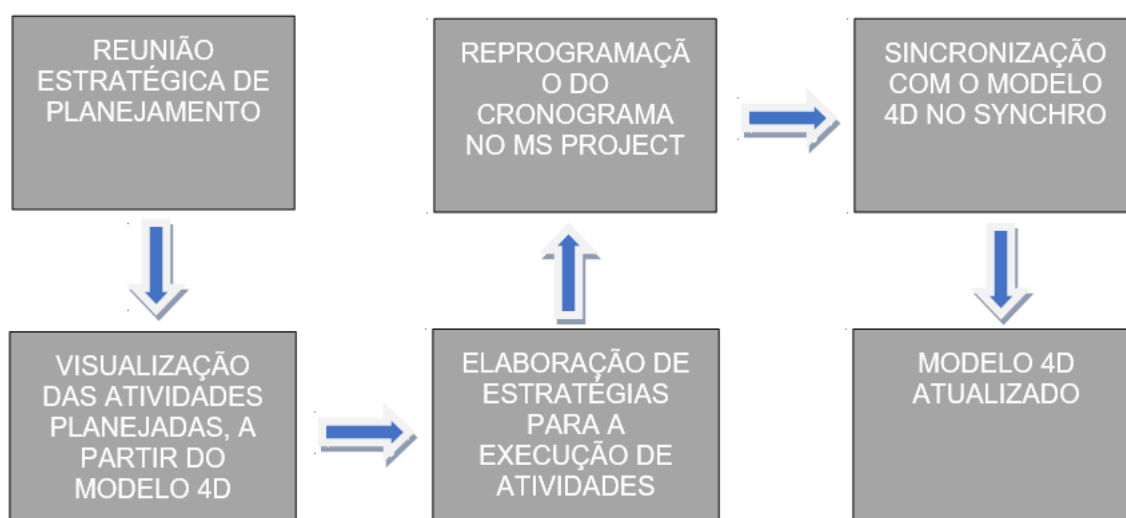 REUNIÃO
ESTRATÉGICA DE
PLANEJAMENTO
VISUALIZAÇÃO
DAS ATIVIDADES
PLANEJADAS, A
PARTIR DO
MODELO 4D
ELABORAÇÃO DE
ESTRATÉGIAS
PARA A
EXECUÇÃO DE
ATIVIDADES
REPROGRAMAÇÃ
O DO
CRONOGRAMA
NO MS PROJECT
SINCRONIZAÇÃO
COM O MODELO
4D NO SYNCHRO
MODELO 4D
ATUALIZADO